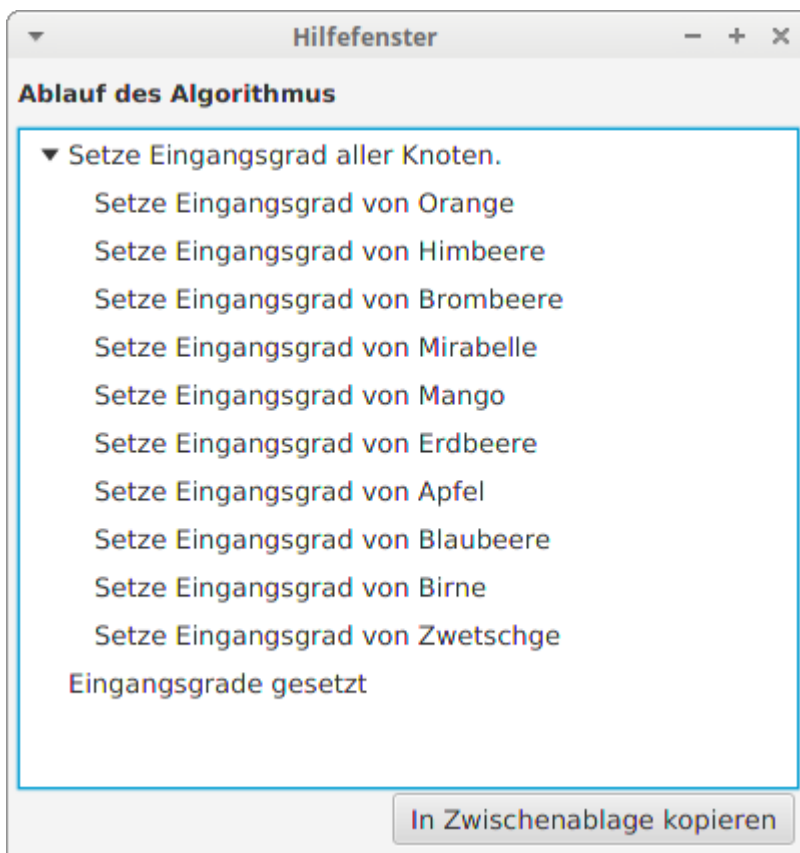 Hilfefenster
Ablauf des Algorithmus
Setze Eingangsgrad aller Knoten.
Setze Eingangsgrad von Orange
Setze Eingangsgrad von Himbeere
Setze Eingangsgrad von Brombeere
Setze Eingangsgrad von Mirabelle
Setze Eingangsgrad von Mango
Setze Eingangsgrad von Erdbeere
Setze Eingangsgrad von Apfel
Setze Eingangsgrad von Blaubeere
Setze Eingangsgrad von Birne
Setze Eingangsgrad von Zwetschge
Eingangsgrade gesetzt
In Zwischenablage kopieren